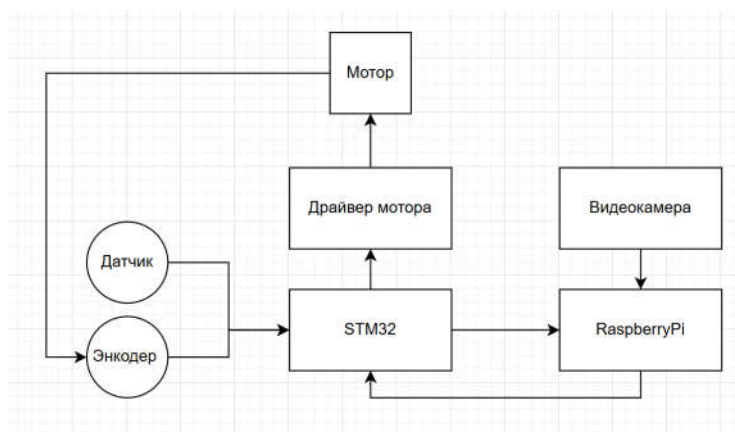 Мотор
Драйвер мотора
Видеокамера
Датчик
STM32
RaspberryPi
Энкодер